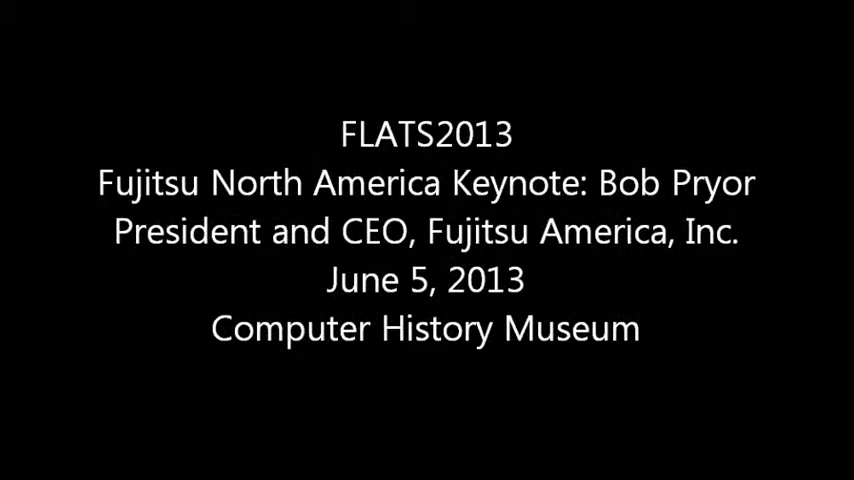 FLATS2013
Fujitsu North America Keynote: Bob Pryor
President and CEO, Fujitsu America, Inc.
June 5, 2013
Computer History Museum